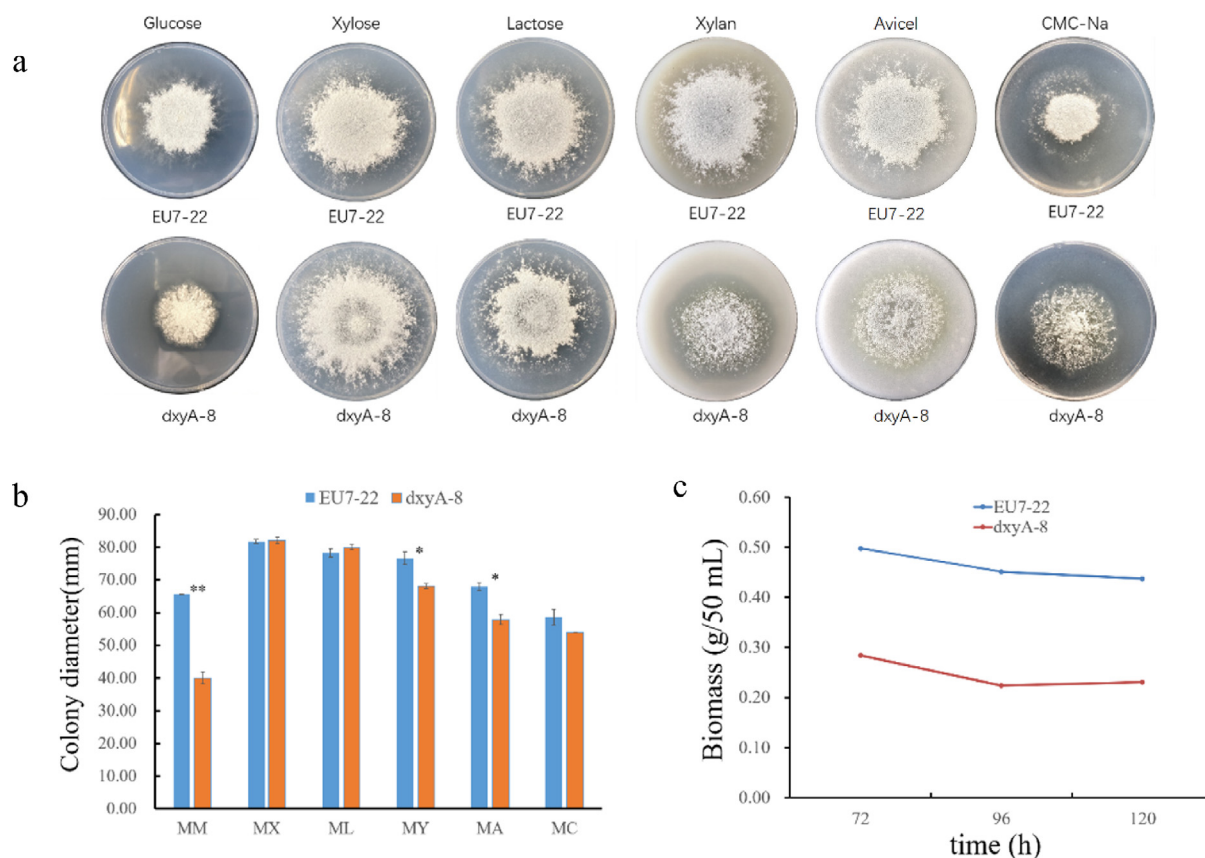 a
Glucose Xylose Lactose Xylan Avicel CMC-Na
EU7-22 EU7-22 EU7-22 EU7-22 EU7-22 EU7-22
dxyA-8 dxyA-8 dxyA-8 dxyA-8 dxyA-8 dxyA-8
b
EU7-22 dxyA-8
Colony diameter(mm)
90.00
80.00
70.00
60.00
50.00
40.00
30.00
20.00
10.00
0.00
** * *
MM MX ML MY MA MC
c
EU7-22
dxyA-8
Biomass (g/50 mL)
0.60
0.50
0.40
0.30
0.20
0.10
0.00
72 96 120
time (h)